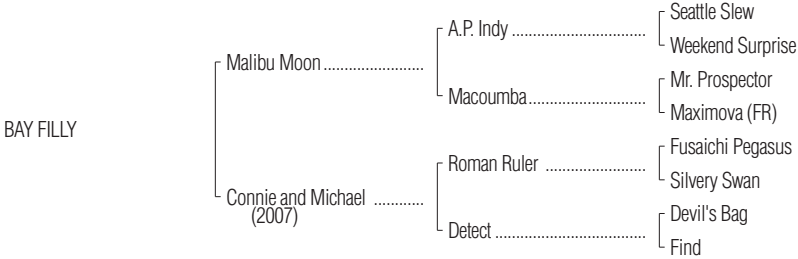 Seattle Slew
A.P. Indy ................................
Weekend Surprise
Malibu Moon........................
Mr. Prospector
Macoumba............................
Maximova (FR)
BAY FILLY
Fusaichi Pegasus
Roman Ruler ........................
Silvery Swan
Connie and Michael ............
(2007)
Devil's Bag
Detect ....................................
Find